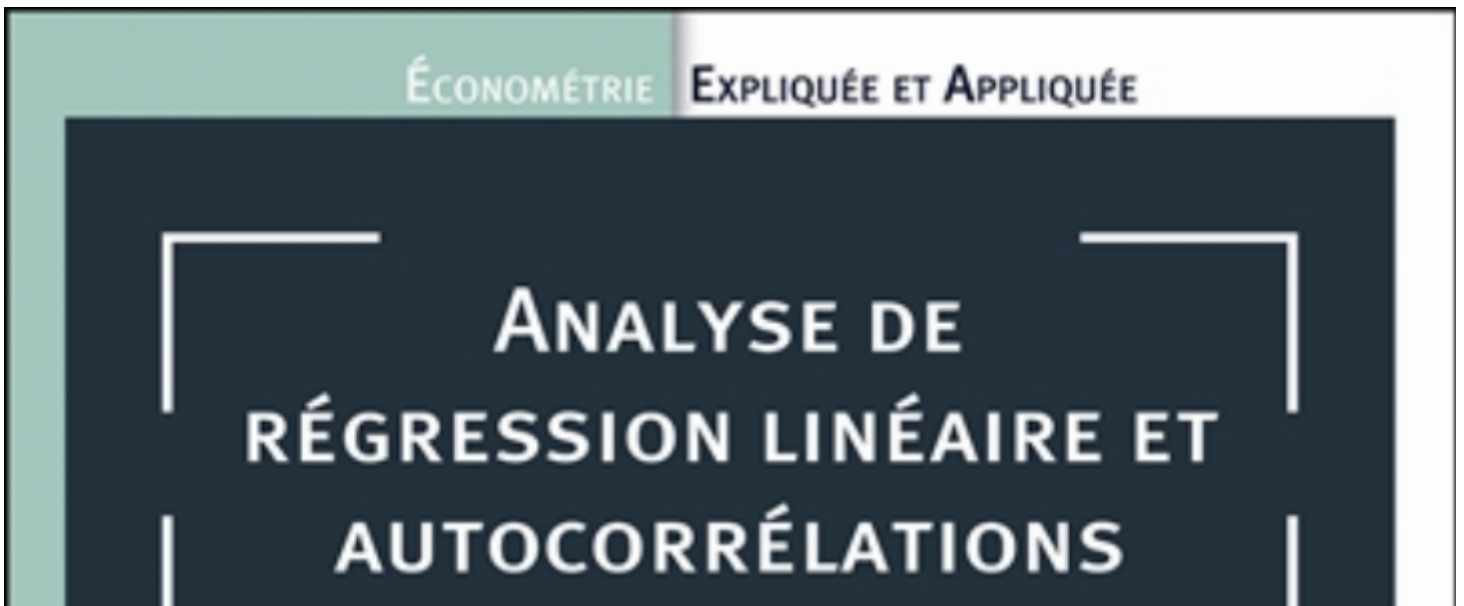 Économétrie Expliquée et Appliquée
Analyse de
régression linéaire et
autocorrélations